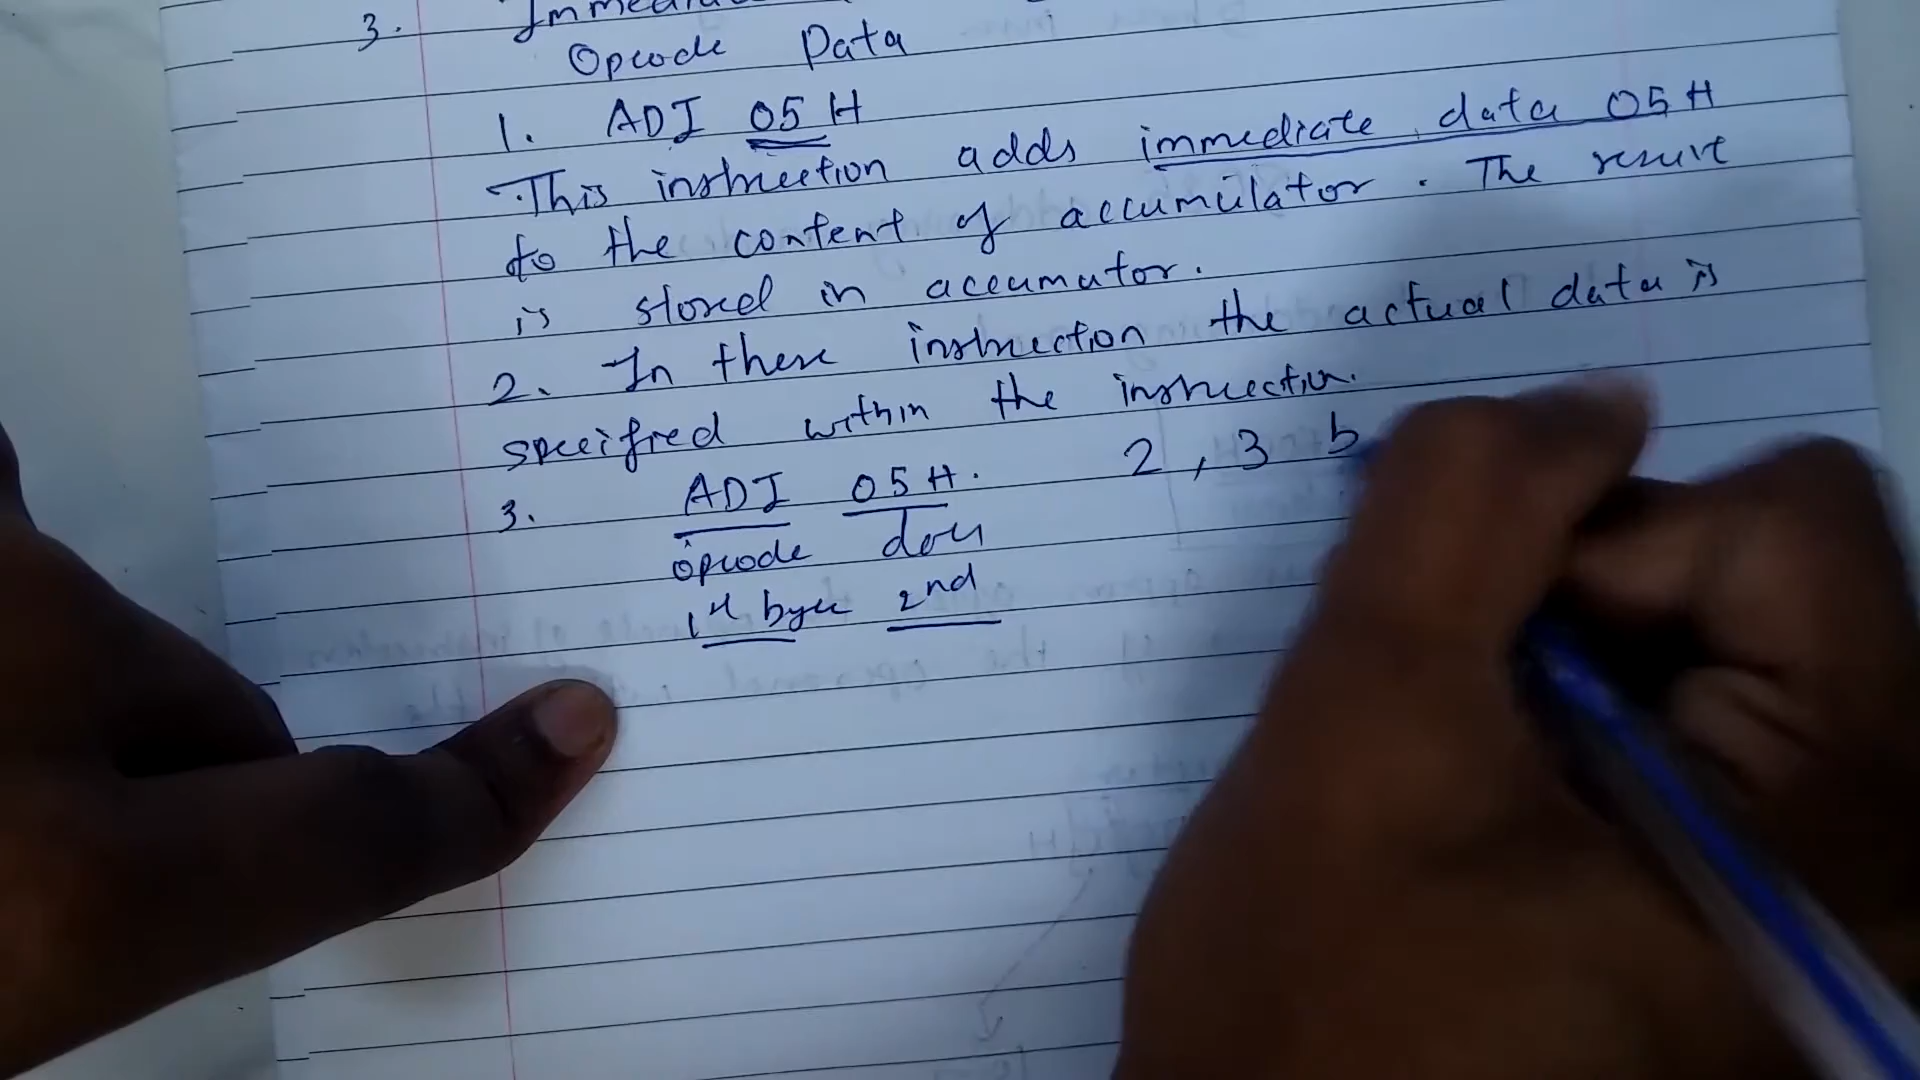 3. Immediate
Opcode Data
1. ADI 05 H
This instruction adds immediate data 05 H
to the content of accumulator. The result
is stored in accumator.
2. In these instruction the actual data is
specified within the instruction.
3. ADI 05 H. 2, 3 b
opcode
1st byte 2nd